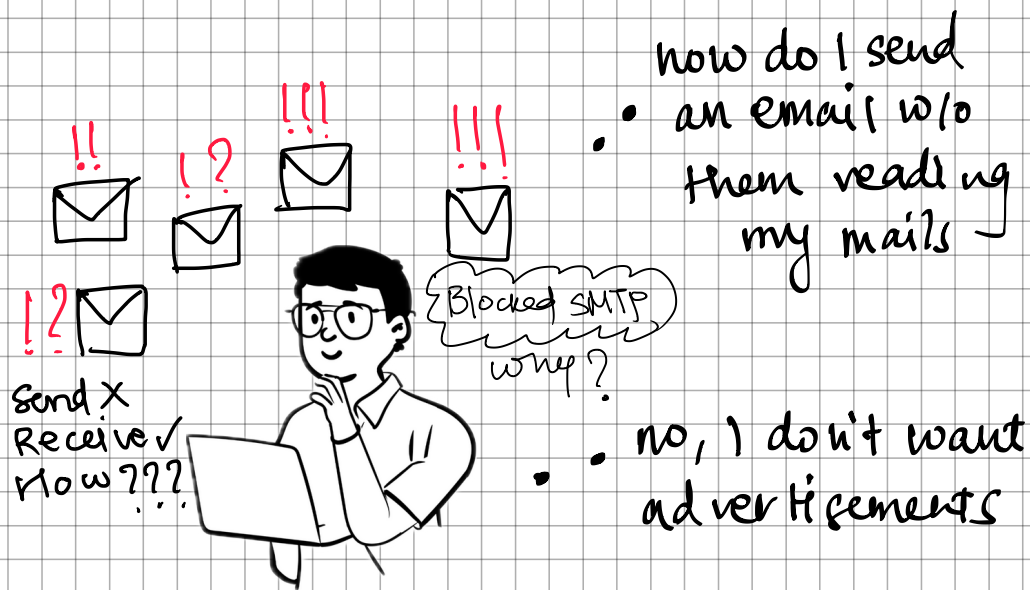 !!
! ?
!!!
!!!
how do I send
an email w/o
them reading
my mails
! ?
Blocked SMTP
why?
Send X
Receive ✓
How???
no, I don't want
advertisements